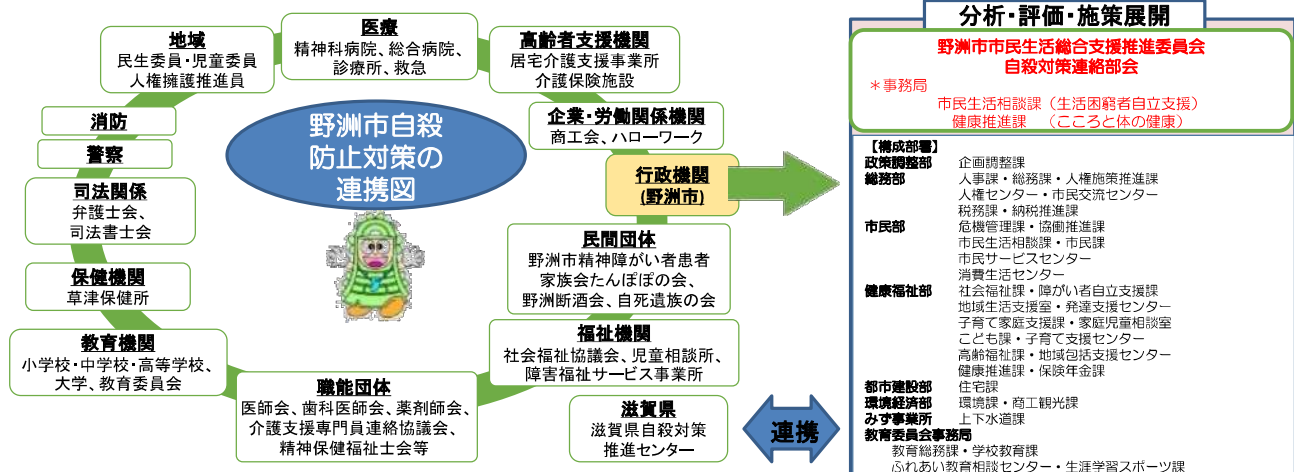 医療
精神科病院、総合病院、
診療所、救急
地域
民生委員・児童委員
人権擁護推進員
高齢者支援機関
居宅介護支援事業所
介護保険施設
消防
企業・労働関係機関
商工会、ハローワーク
警察
野洲市自殺
防止対策の
連携図
行政機関
(野洲市)
司法関係
弁護士会、
司法書士会
民間団体
野洲市精神障がい者患者
家族会たんぽぽの会、
野洲断酒会、自死遺族の会
保健機関
草津保健所
福祉機関
社会福祉協議会、児童相談所、
障害福祉サービス事業所
教育機関
小学校・中学校・高等学校、
大学、教育委員会
職能団体
医師会、歯科医師会、薬剤師会、
介護支援専門員連絡協議会、
精神保健福祉士会等
滋賀県
滋賀県自殺対策
推進センター
連携
分析・評価・施策展開
野洲市市民生活総合支援推進委員会
自殺対策連絡部会
＊事務局
市民生活相談課（生活困窮者自立支援）
健康推進課　（こころと体の健康）
【構成部署】
政策調整部　企画調整課
総務部　人事課・総務課・人権施策推進課
人権センター・市民交流センター
税務課・納税推進課
市民部　危機管理課・協働推進課
市民生活相談課・市民課
市民サービスセンター
消費生活センター
健康福祉部　社会福祉課・障がい者自立支援課
地域生活支援室・発達支援センター
子育て家庭支援課・家庭児童相談室
こども課・子育て支援センター
高齢福祉課・地域包括支援センター
健康推進課・保険年金課
都市建設部　住宅課
環境経済部　環境課・商工観光課
みず事業所　上下水道課
教育委員会事務局
教育総務課・学校教育課
ふれあい教育相談センター・生涯学習スポーツ課